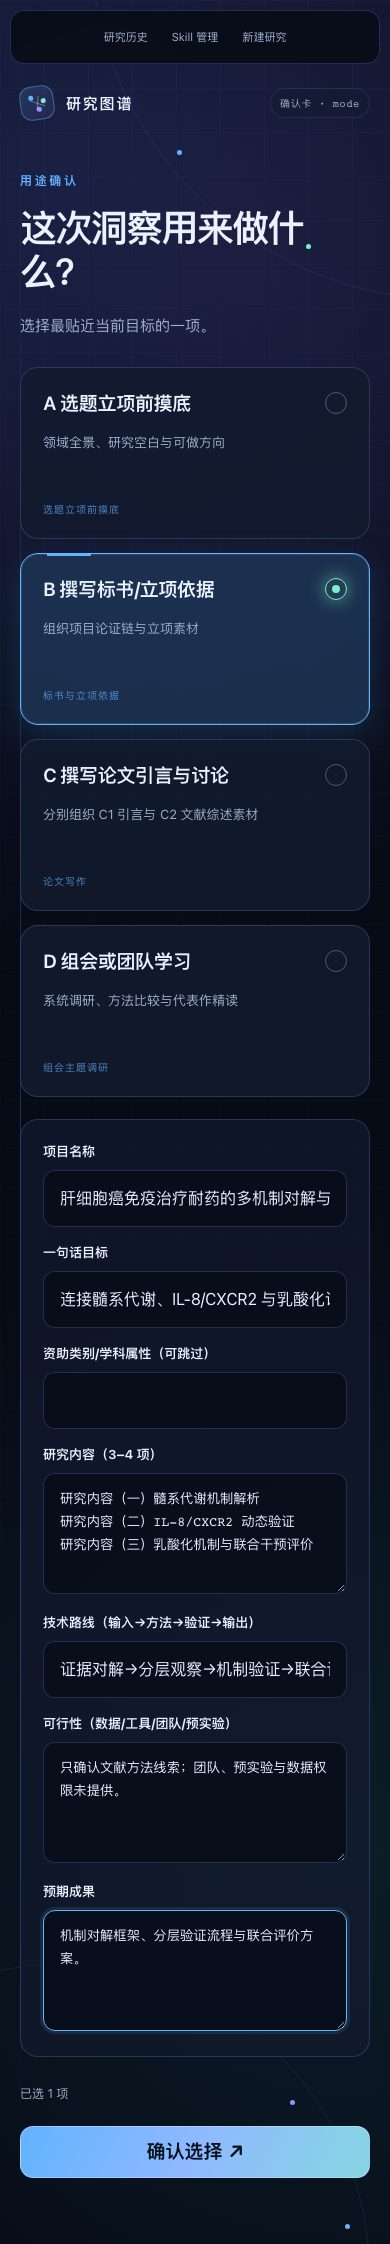 研究历史 Skill 管理 新建研究
研究图谱 确认卡 · mode
用途确认
这次洞察用来做什
么?
选择最贴近当前目标的一项。
A 选题立项前摸底
领域全景、研究空白与可做方向
选题立项前摸底
B 撰写标书/立项依据
组织项目论证链与立项素材
标书与立项依据
C 撰写论文引言与讨论
分别组织 C1 引言与 C2 文献综述素材
论文写作
D 组会或团队学习
系统调研、方法比较与代表作精读
组会主题调研
项目名称
肝细胞癌免疫治疗耐药的多机制对解与
一句话目标
连接髓系代谢、IL-8/CXCR2 与乳酸化
资助类别/学科属性（可跳过）
研究内容（3–4 项）
研究内容（一）髓系代谢机制解析
研究内容（二）IL-8/CXCR2 动态验证
研究内容（三）乳酸化机制与联合干预评价
技术路线（输入→方法→验证→输出）
证据对解→分层观察→机制验证→联合
可行性（数据/工具/团队/预实验）
只确认文献方法线索；团队、预实验与数据权
限未提供。
预期成果
机制对解框架、分层验证流程与联合评价方
案。
已选 1 项
确认选择 ↗